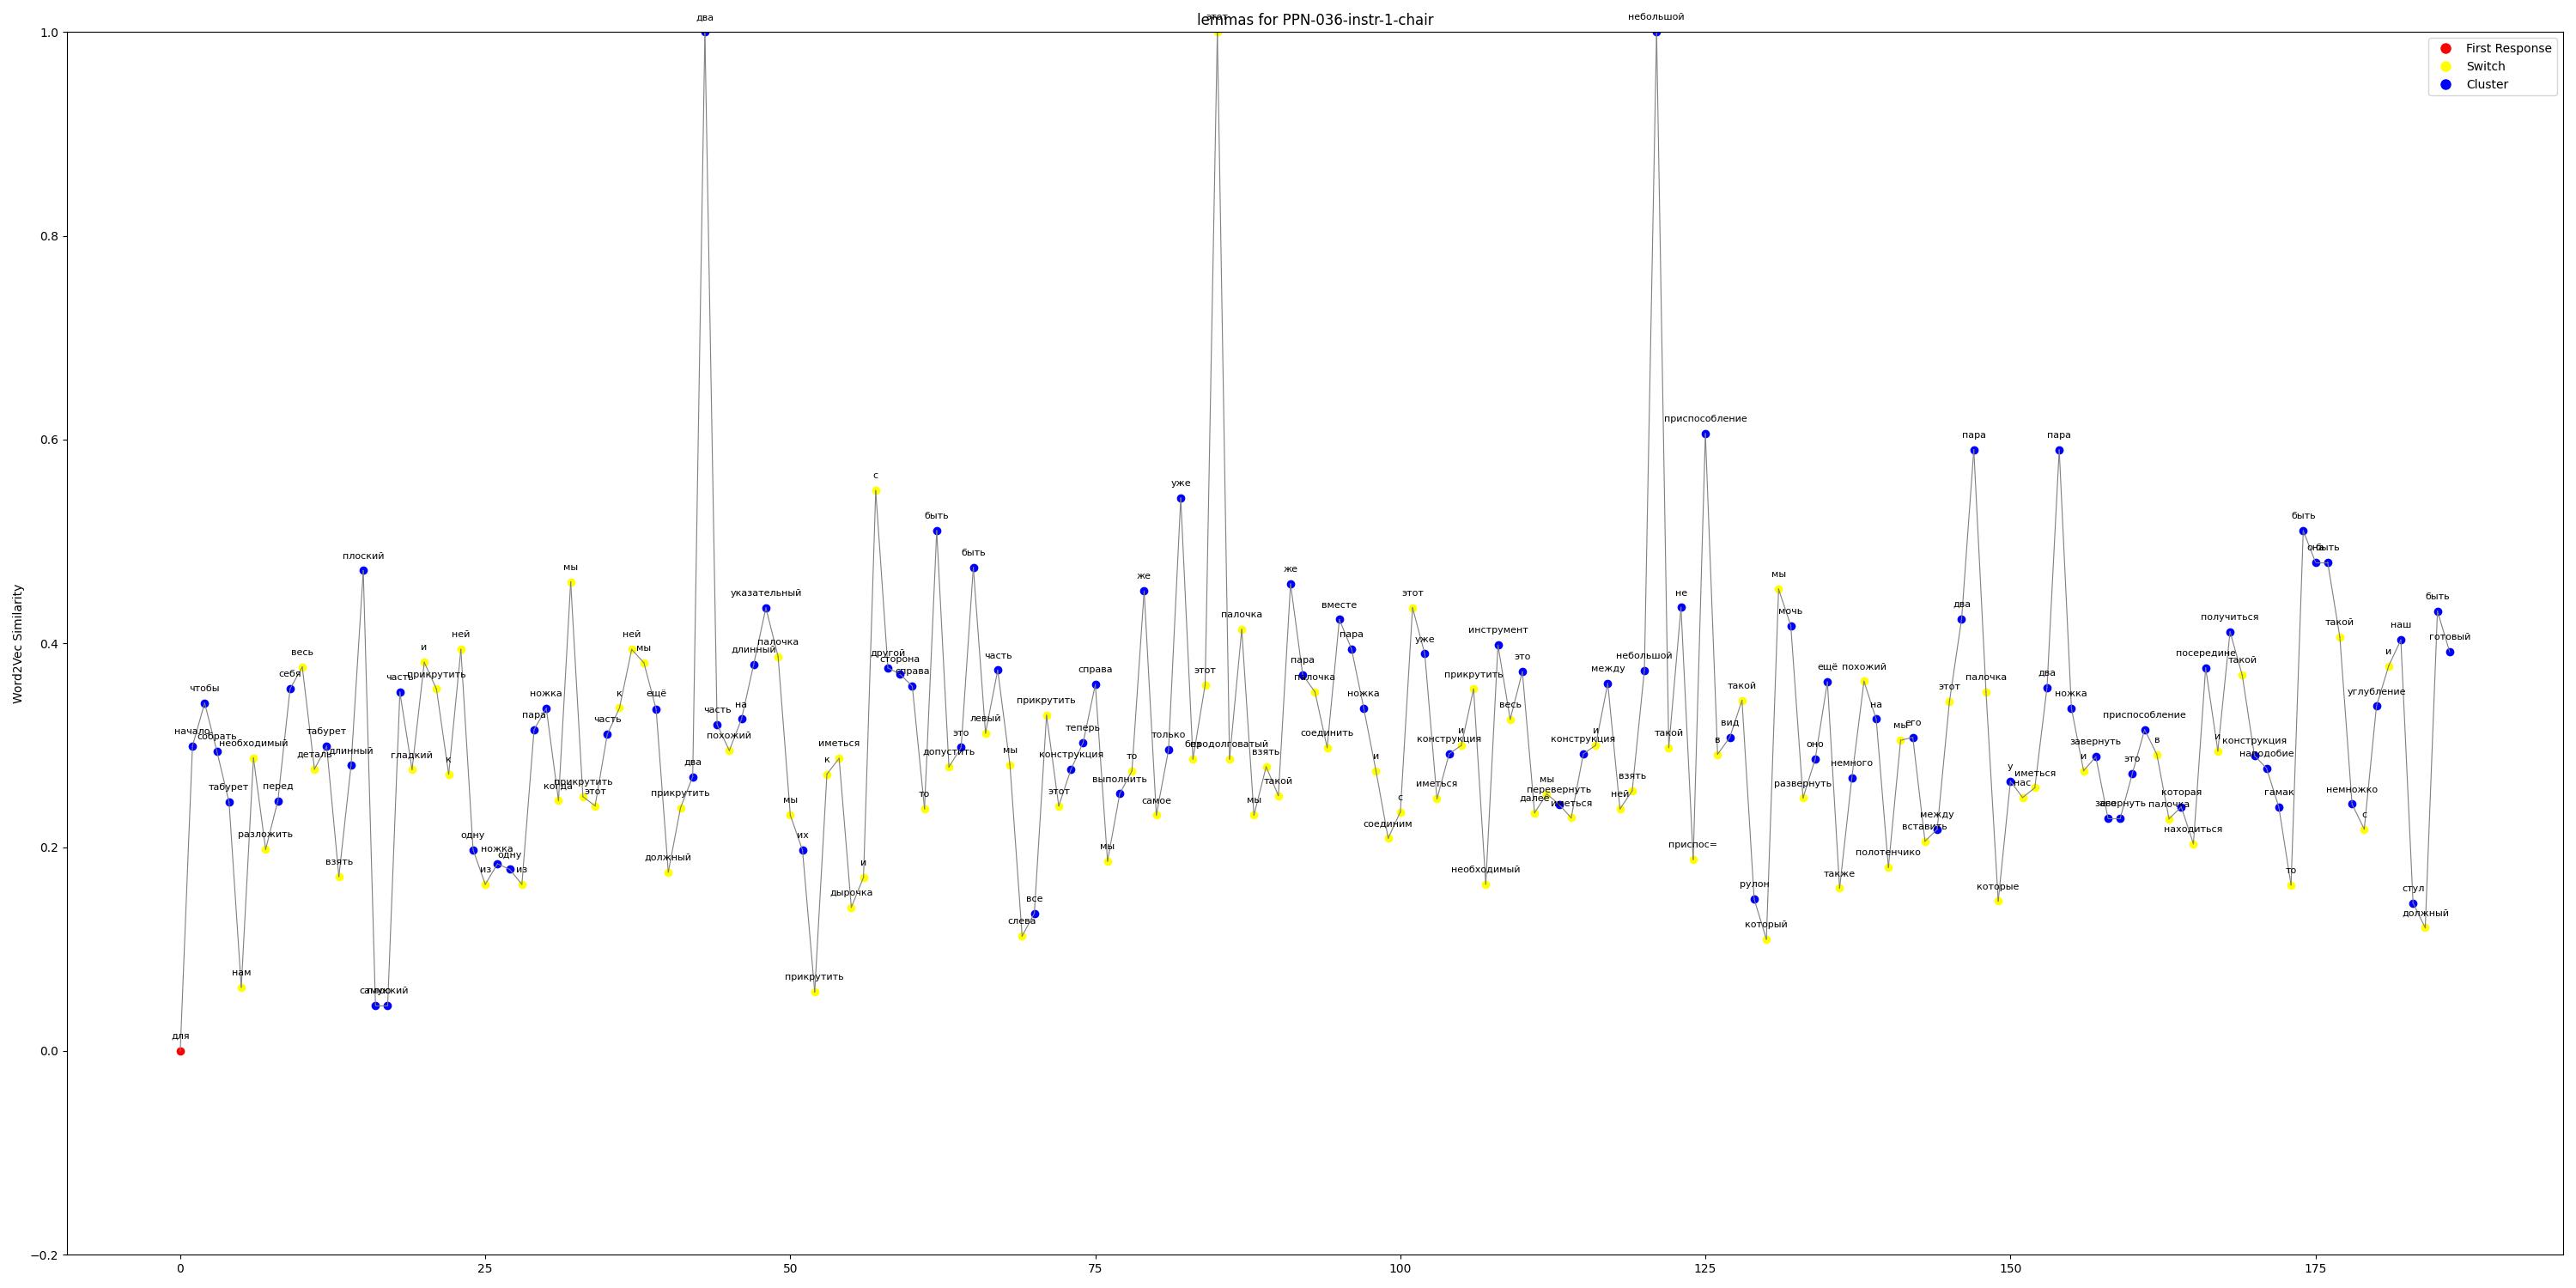 lemmas for PPN-036-instr-1-chair
First Response
Switch
Cluster
Word2Vec Similarity
1.0
0.8
0.6
0.4
0.2
0.0
−0.2
0
25
50
75
100
125
150
175
для
начало
чтобы
собрать
табурет
нам
необходимый
разложить
перед
себя
весь
деталь
табурет
взять
длинный
плоский
плоский
часть
гладкий
и
прикрутить
к
ней
одну
из
ножка
одну
из
пара
ножка
когда
мы
прикрутить
этот
часть
к
ней
мы
ещё
должный
прикрутить
два
два
часть
похожий
на
длинный
указательный
палочка
мы
их
прикрутить
к
иметься
дырочка
и
с
другой
сторона
справа
то
быть
допустить
это
быть
левый
часть
мы
слева
все
прикрутить
этот
конструкция
теперь
справа
мы
выполнить
то
же
самое
только
уже
без
этот
этот
продолговатый
палочка
мы
взять
такой
же
пара
палочка
соединить
вместе
пара
ножка
и
соединим
с
этот
уже
иметься
конструкция
и
прикрутить
необходимый
инструмент
весь
это
далее
мы
перевернуть
иметься
конструкция
и
между
ней
взять
небольшой
небольшой
такой
не
приспос=
приспособление
в
вид
такой
рулон
который
мы
мочь
развернуть
оно
ещё
также
немного
похожий
на
полотенчико
мы
его
вставить
между
этот
два
пара
палочка
которые
у
нас
иметься
два
пара
ножка
и
завернуть
завернуть
это
приспособление
в
палочка
которая
находиться
посередине
и
получиться
такой
конструкция
наподобие
гамак
то
быть
она
быть
такой
немножко
с
углубление
и
наш
стул
должный
быть
готовый